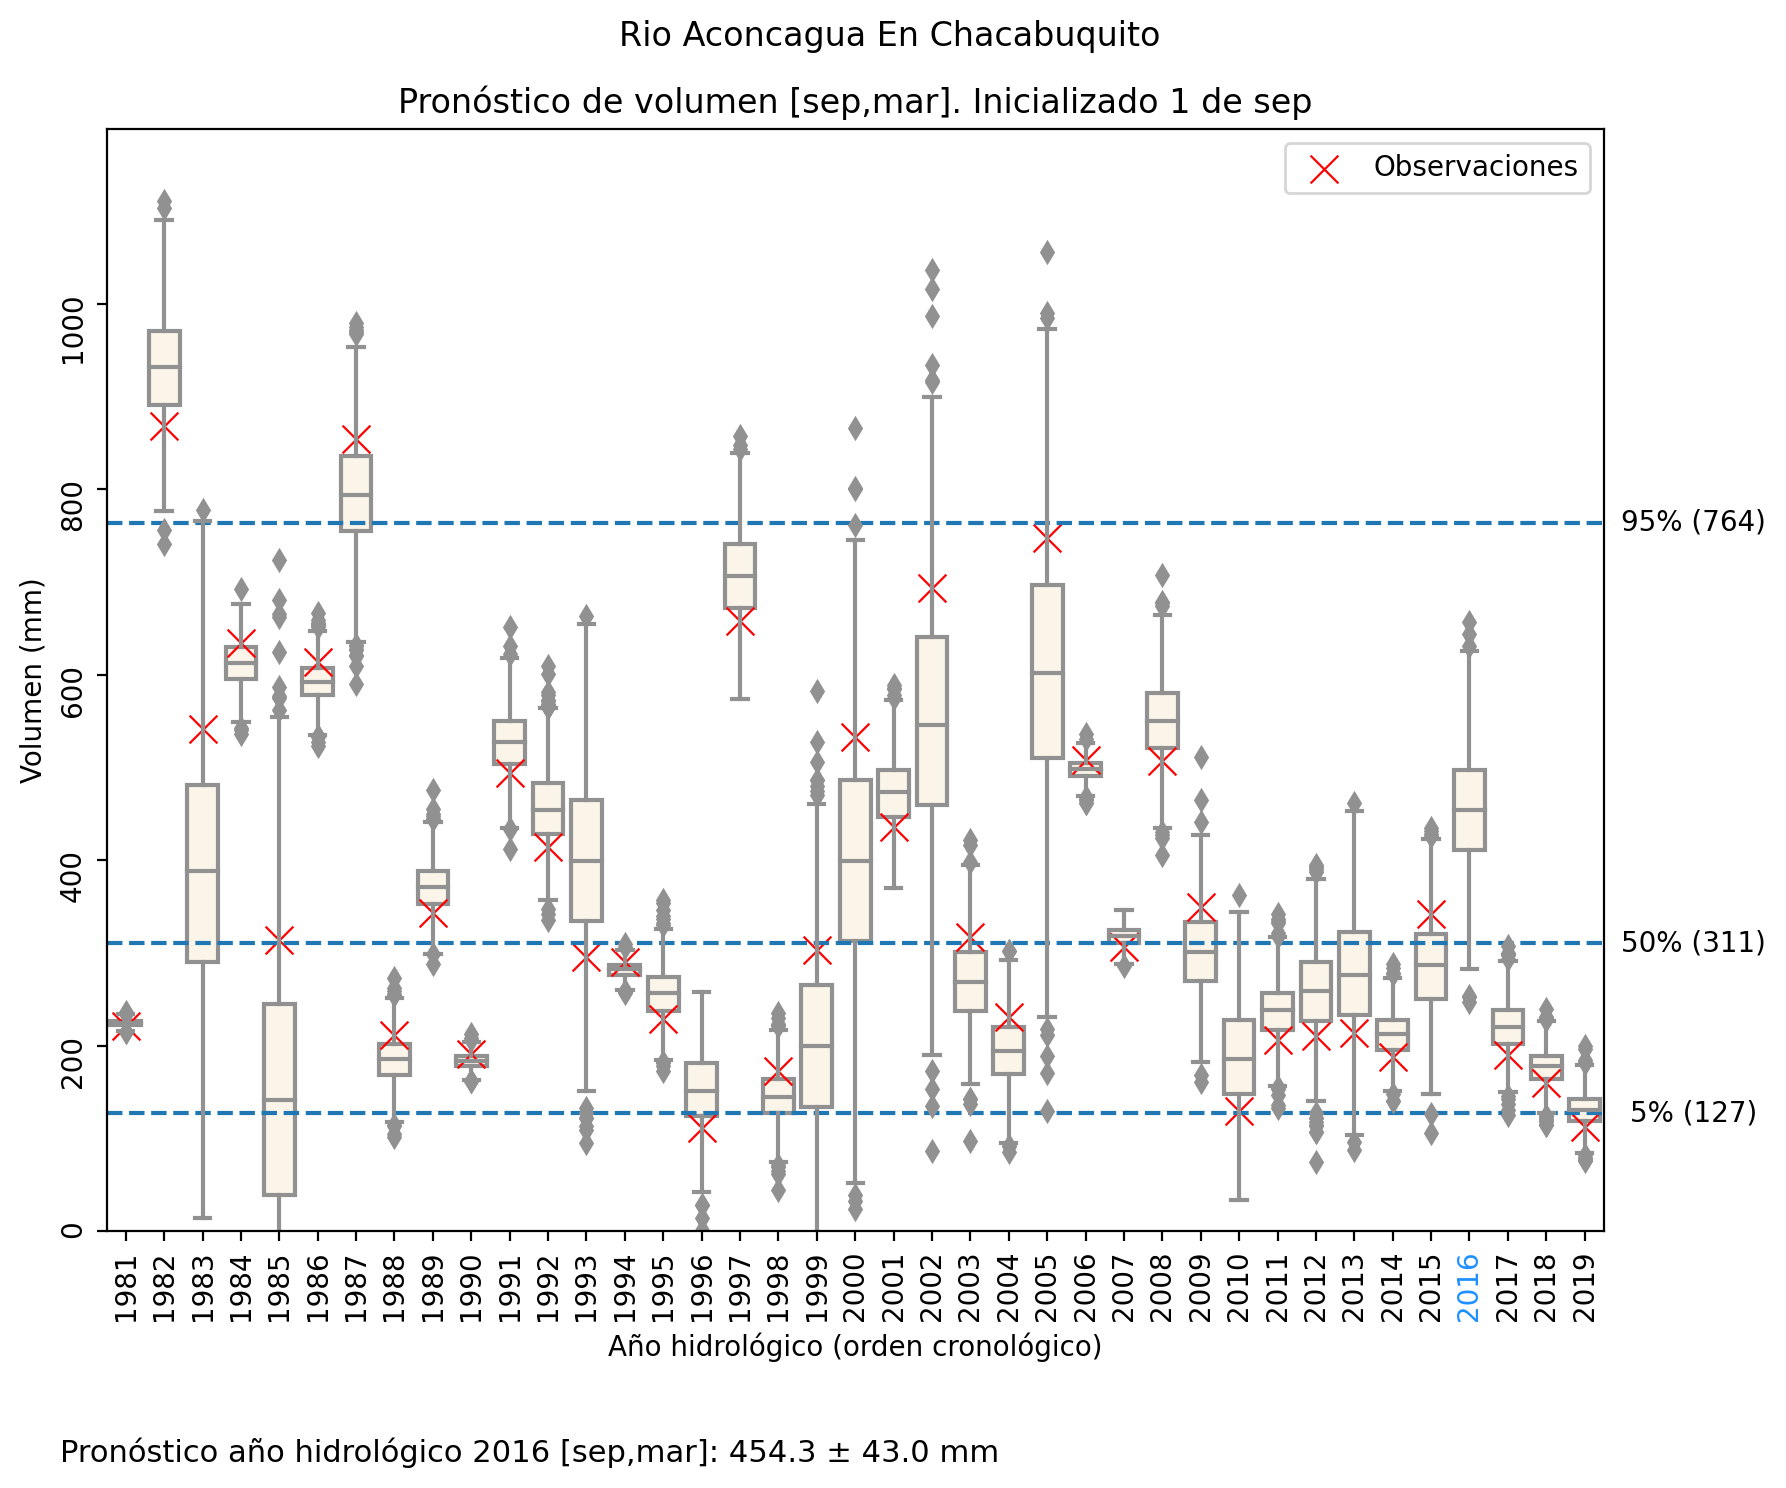 Rio Aconcagua En Chacabuquito
Pronóstico de volumen [sep,mar]. Inicializado 1 de sep
Observaciones
Volumen (mm)
1000
800
600
400
200
0
95% (764)
50% (311)
5% (127)
1981 1982 1983 1984 1985 1986 1987 1988 1989 1990 1991 1992 1993 1994 1995 1996 1997 1998 1999 2000 2001 2002 2003 2004 2005 2006 2007 2008 2009 2010 2011 2012 2013 2014 2015 2016 2017 2018 2019
Año hidrológico (orden cronológico)
Pronóstico año hidrológico 2016 [sep,mar]: 454.3 ± 43.0 mm